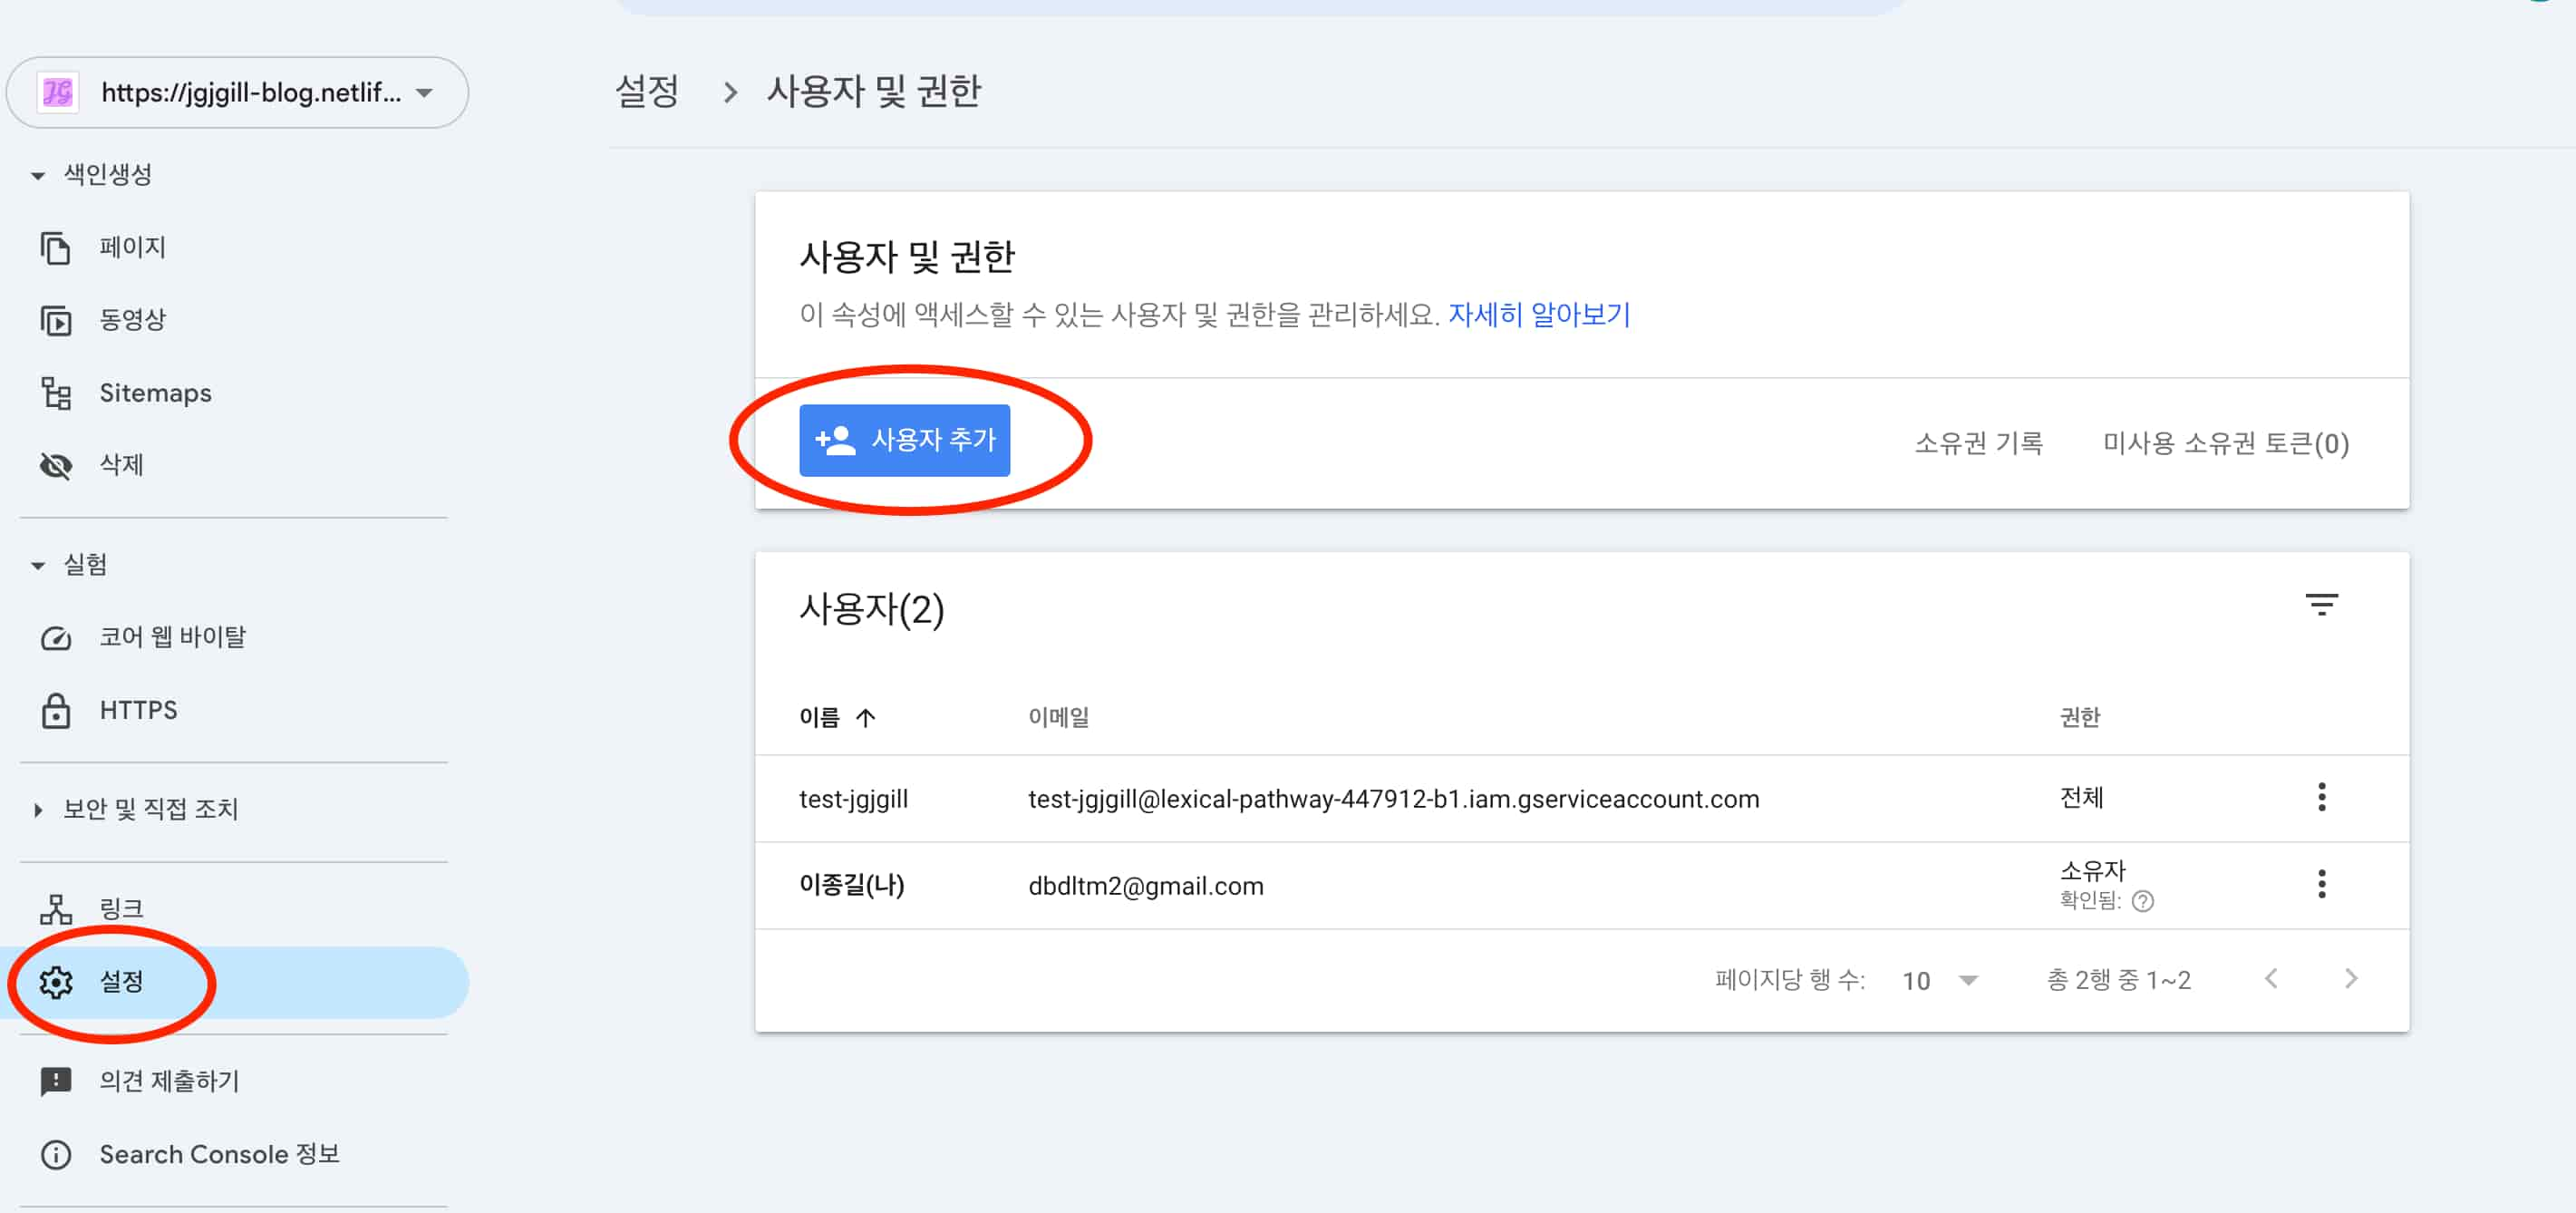 https://jgjgill-blog.netlif...
설정 > 사용자 및 권한
색인생성
페이지
동영상
Sitemaps
삭제
실험
코어 웹 바이탈
HTTPS
보안 및 직접 조치
링크
설정
의견 제출하기
Search Console 정보
사용자 및 권한
이 속성에 액세스할 수 있는 사용자 및 권한을 관리하세요. 자세히 알아보기
사용자 추가
소유권 기록 미사용 소유권 토큰(0)
사용자(2)
이름 이메일 권한
test-jgjgill test-jgjgill@lexical-pathway-447912-b1.iam.gserviceaccount.com 전체
이종길(나) dbdltm2@gmail.com 소유자
확인됨:
페이지당 행 수: 10 총 2행 중 1~2